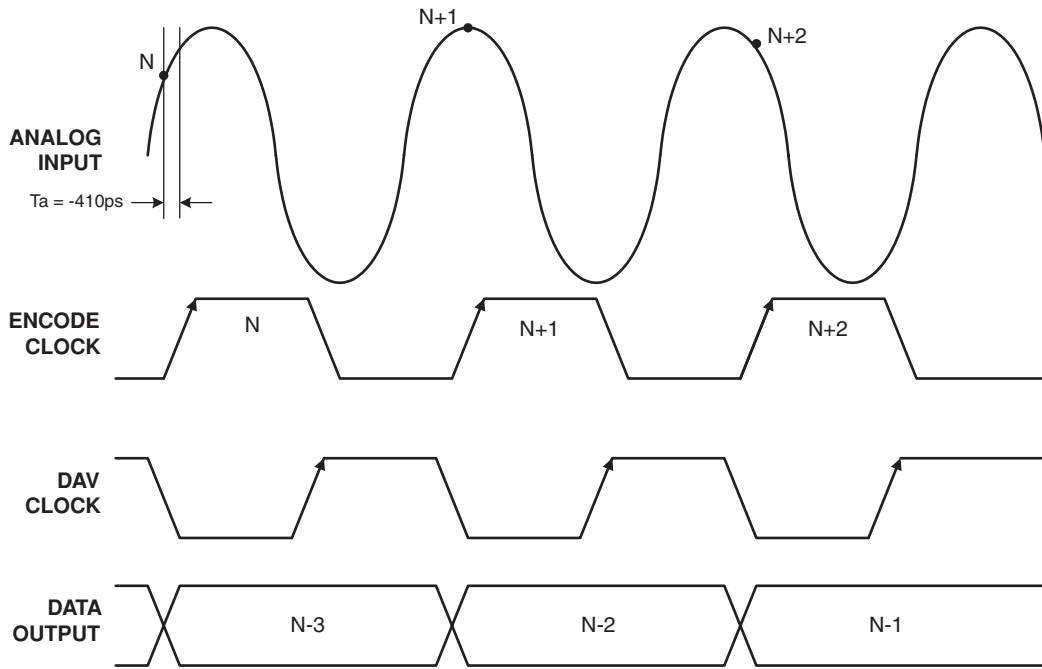 N+1
N+2
N
ANALOG
INPUT
Ta = -410ps
ENCODE
CLOCK
N
N+1
N+2
DAV
CLOCK
DATA
OUTPUT
N-3
N-2
N-1